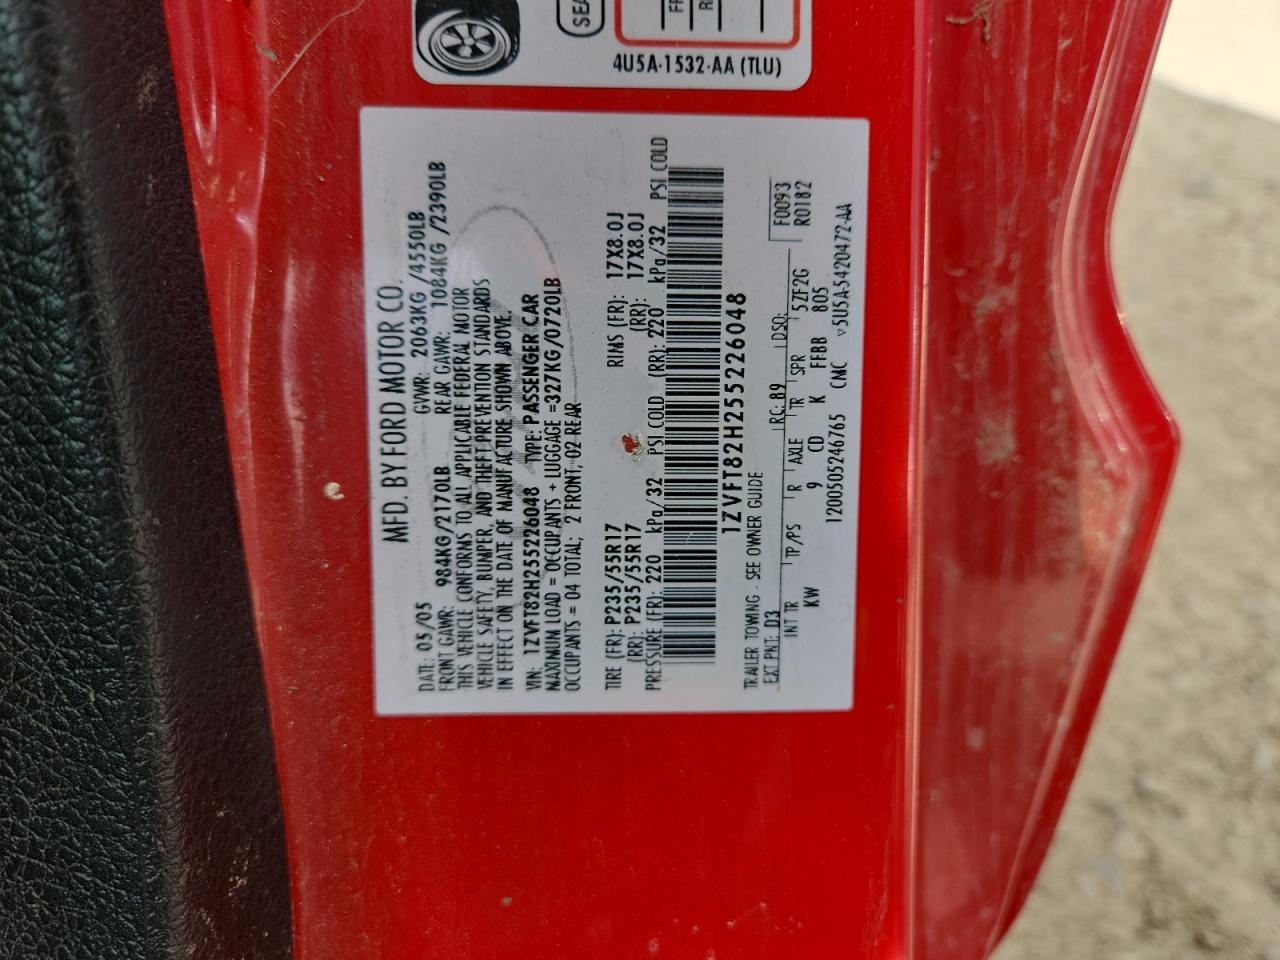 SEA
FR
4U5A-1532-AA (TLU)
MFD. BY FORD MOTOR CO.
DATE: 05/05 GVWR: 2063KG /4550LB
FRONT GAWR: 984KG/2170LB REAR GAWR: 1084KG /2390LB
THIS VEHICLE CONFORMS TO ALL APPLICABLE FEDERAL MOTOR
VEHICLE SAFETY, BUMPER, AND THEFT PREVENTION STANDARDS
IN EFFECT ON THE DATE OF MANUFACTURE SHOWN ABOVE.
VIN: 1ZVFT82H255226048 TYPE: PASSENGER CAR
MAXIMUM LOAD = OCCUPANTS + LUGGAGE =327KG/0720LB
OCCUPANTS = 04 TOTAL; 2 FRONT, 02 REAR
TIRE (FR): P235/55R17 RIMS (FR): 17X8.0J
(RR): P235/55R17 (RR): 17X8.0J
PRESSURE (FR): 220 kPa/32 PSI COLD (RR): 220 kPa/32 PSI COLD
1ZVFT82H255226048
TRAILER TOWING - SEE OWNER GUIDE F0093
EXT PNT: D3 RC: 89 DSO: R0182
INT TR TP/PS R AXLE TR SPR 5ZF2G
KW 9 CD K FFBB 805
1200505246765 CMC ▽5U5A-5420472-AA